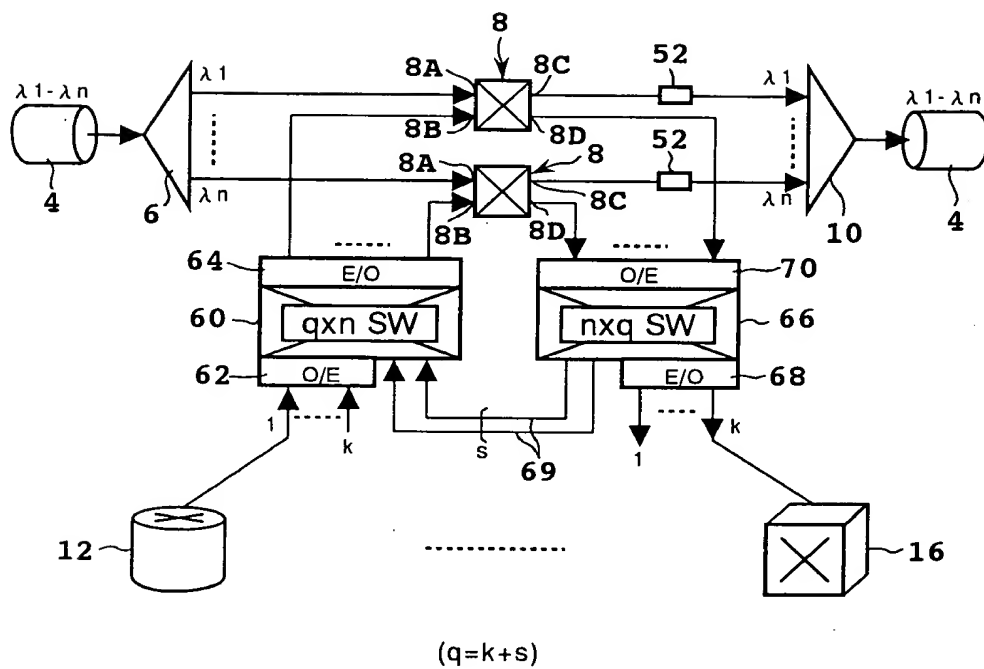 8
8A
8C
52
λ1-λn
λ1
λ1
λ1-λn
8B
8D
8A
8
52
4
6
λn
8C
λn
10
4
8B
8D
64
E/O
O/E
70
60
qxn SW
nxq SW
66
62
O/E
E/O
68
1
k
s
69
1
k
12
16
(q=k+s)